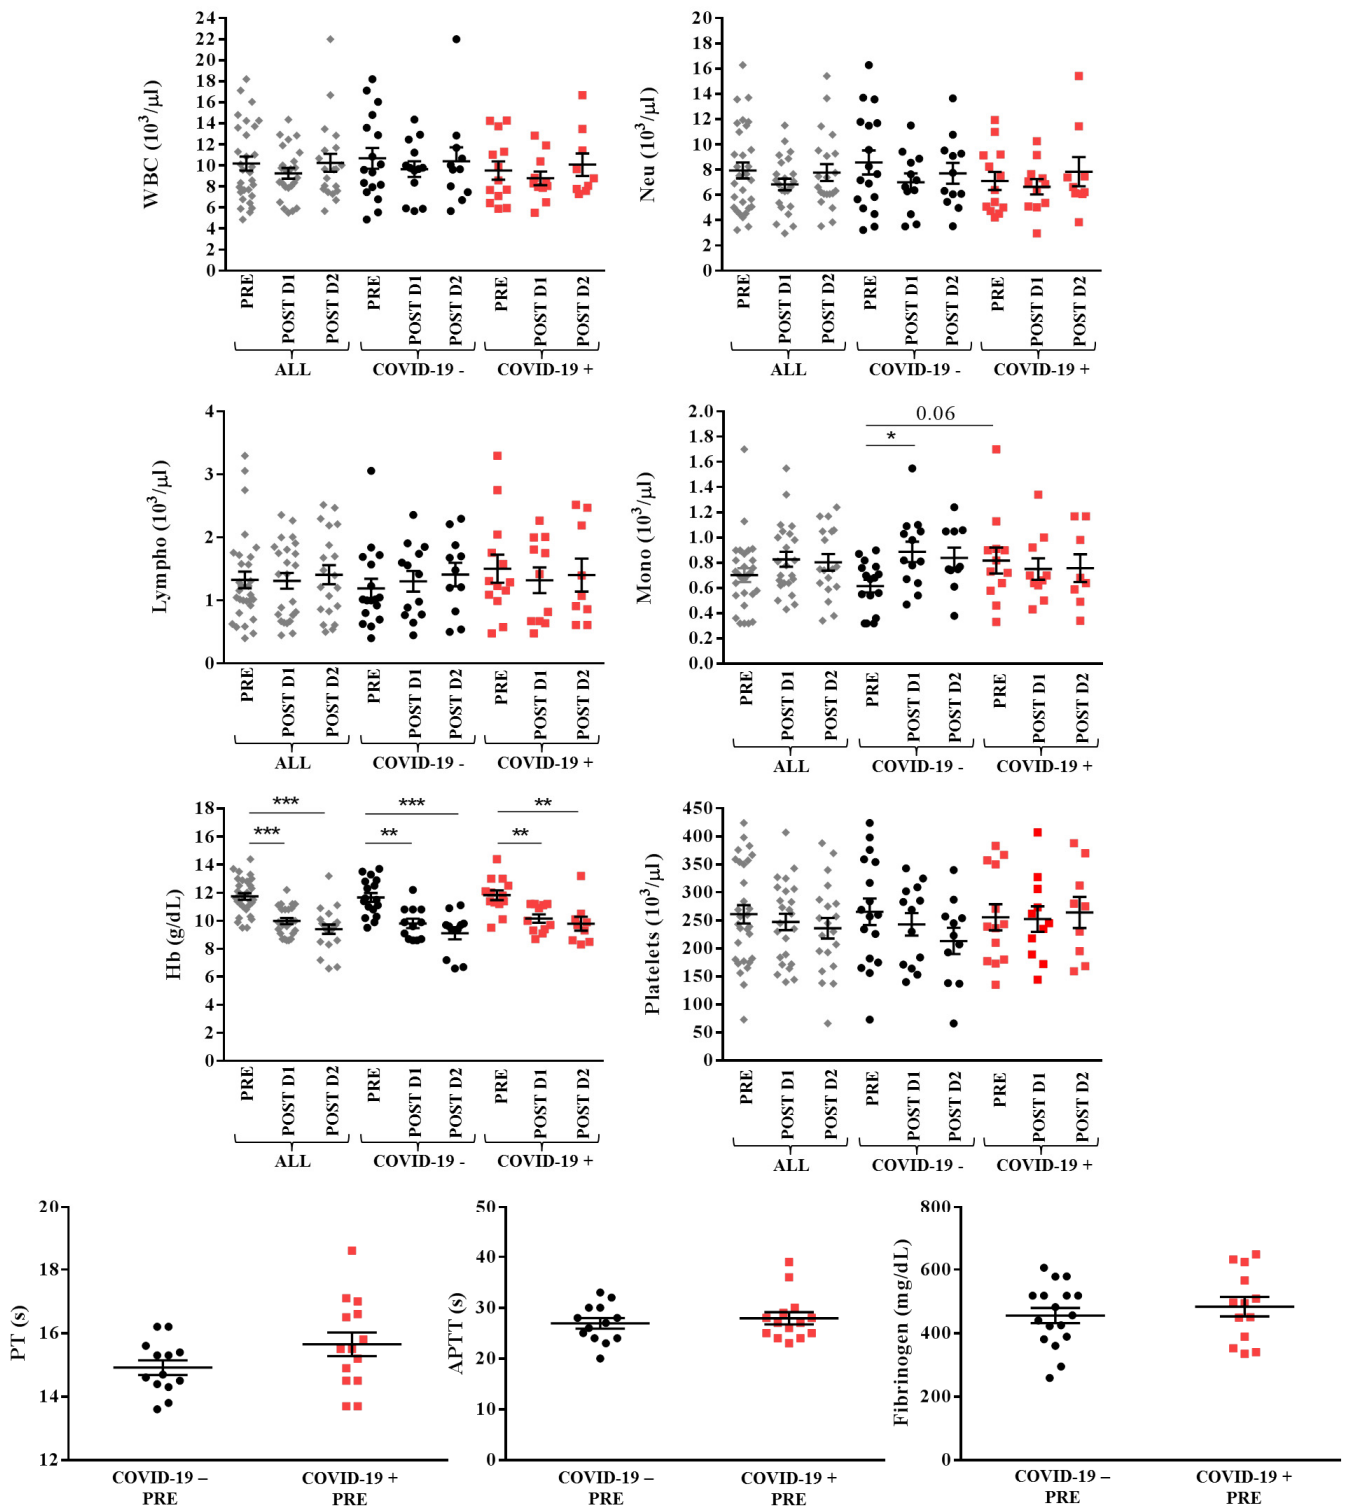 WBC (10³/µl)
24
22
20
18
16
14
12
10
8
6
4
2
0
PRE
POST D1
POST D2
PRE
POST D1
POST D2
PRE
POST D1
POST D2
ALL
COVID-19 -
COVID-19 +
Neu (10³/µl)
20
18
16
14
12
10
8
6
4
2
0
PRE
POST D1
POST D2
PRE
POST D1
POST D2
PRE
POST D1
POST D2
ALL
COVID-19 -
COVID-19 +
Lympho (10³/µl)
4
3
2
1
0
PRE
POST D1
POST D2
PRE
POST D1
POST D2
PRE
POST D1
POST D2
ALL
COVID-19 -
COVID-19 +
Mono (10³/µl)
2.0
1.8
1.6
1.4
1.2
1.0
0.8
0.6
0.4
0.2
0.0
0.06
*
PRE
POST D1
POST D2
PRE
POST D1
POST D2
PRE
POST D1
POST D2
ALL
COVID-19 -
COVID-19 +
Hb (g/dL)
18
16
14
12
10
8
6
4
2
0
*** *** **
*** ** **
PRE
POST D1
POST D2
PRE
POST D1
POST D2
PRE
POST D1
POST D2
ALL
COVID-19 -
COVID-19 +
Platelets (10³/µl)
450
400
350
300
250
200
150
100
50
0
PRE
POST D1
POST D2
PRE
POST D1
POST D2
PRE
POST D1
POST D2
ALL
COVID-19 -
COVID-19 +
PT (s)
20
18
16
14
12
COVID-19 –
PRE
COVID-19 +
PRE
APTT (s)
50
40
30
20
10
0
COVID-19 –
PRE
COVID-19 +
PRE
Fibrinogen (mg/dL)
800
600
400
200
0
COVID-19 –
PRE
COVID-19 +
PRE